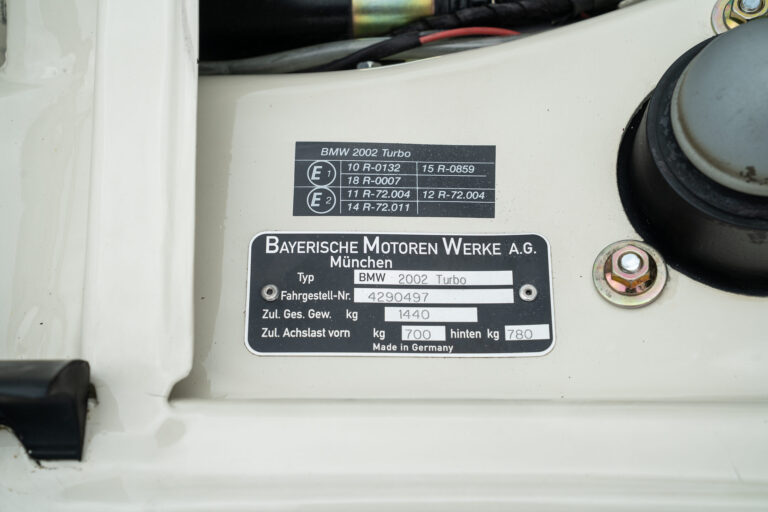 BMW 2002 Turbo
E 1 10 R-0132 15 R-0859
18 R-0007
E 2 11 R-72.004 12 R-72.004
14 R-72.011
BAYERISCHE MOTOREN WERKE A.G.
München
Typ BMW 2002 Turbo
Fahrgestell-Nr. 4290497
Zul. Ges. Gew. kg 1440
Zul. Achslast vorn kg 700 hinten kg 780
Made in Germany